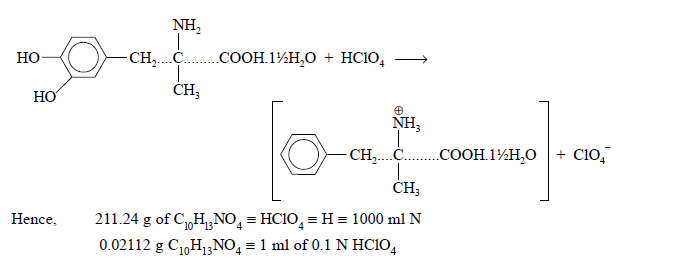 NH₂
HO CH₂....C.........COOH.1½H₂O + HClO₄ ⟶
HO CH₃
⊕
NH₃
CH₂....C.........COOH.1½H₂O + ClO₄⁻
CH₃
Hence, 211.24 g of C₁₀H₁₃NO₄ ≡ HClO₄ ≡ H ≡ 1000 ml N
0.02112 g C₁₀H₁₃NO₄ ≡ 1 ml of 0.1 N HClO₄